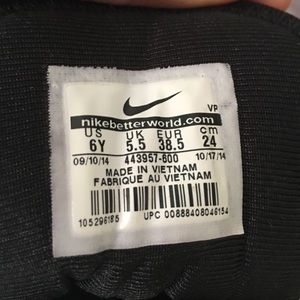 VP
nikebetterworld.com
US UK EUR cm
6Y 5.5 38.5 24
09/10/14 443957-600 10/17/14
MADE IN VIETNAM
FABRIQUE AU VIETNAM
105296185 UPC 00888408046154